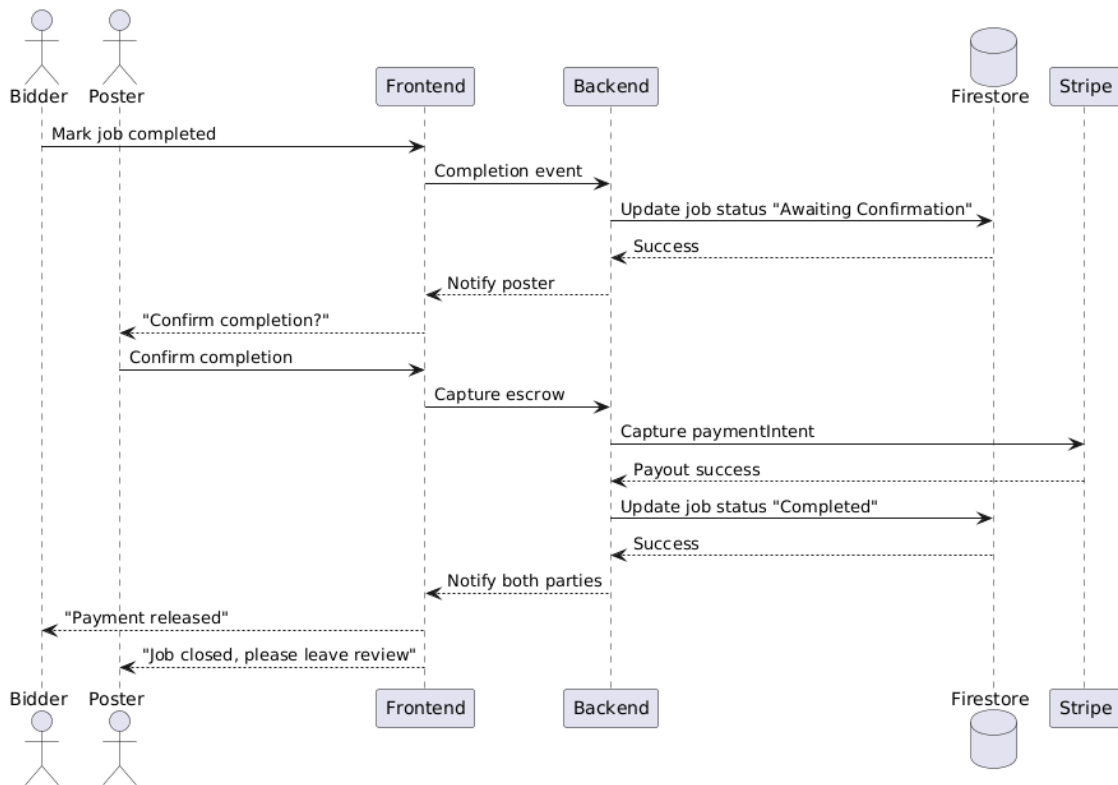 Bidder
Poster
Frontend
Backend
Firestore
Stripe
Mark job completed
Completion event
Update job status "Awaiting Confirmation"
Success
Notify poster
"Confirm completion?"
Confirm completion
Capture escrow
Capture paymentIntent
Payout success
Update job status "Completed"
Success
Notify both parties
"Payment released"
"Job closed, please leave review"
Bidder
Poster
Frontend
Backend
Firestore
Stripe